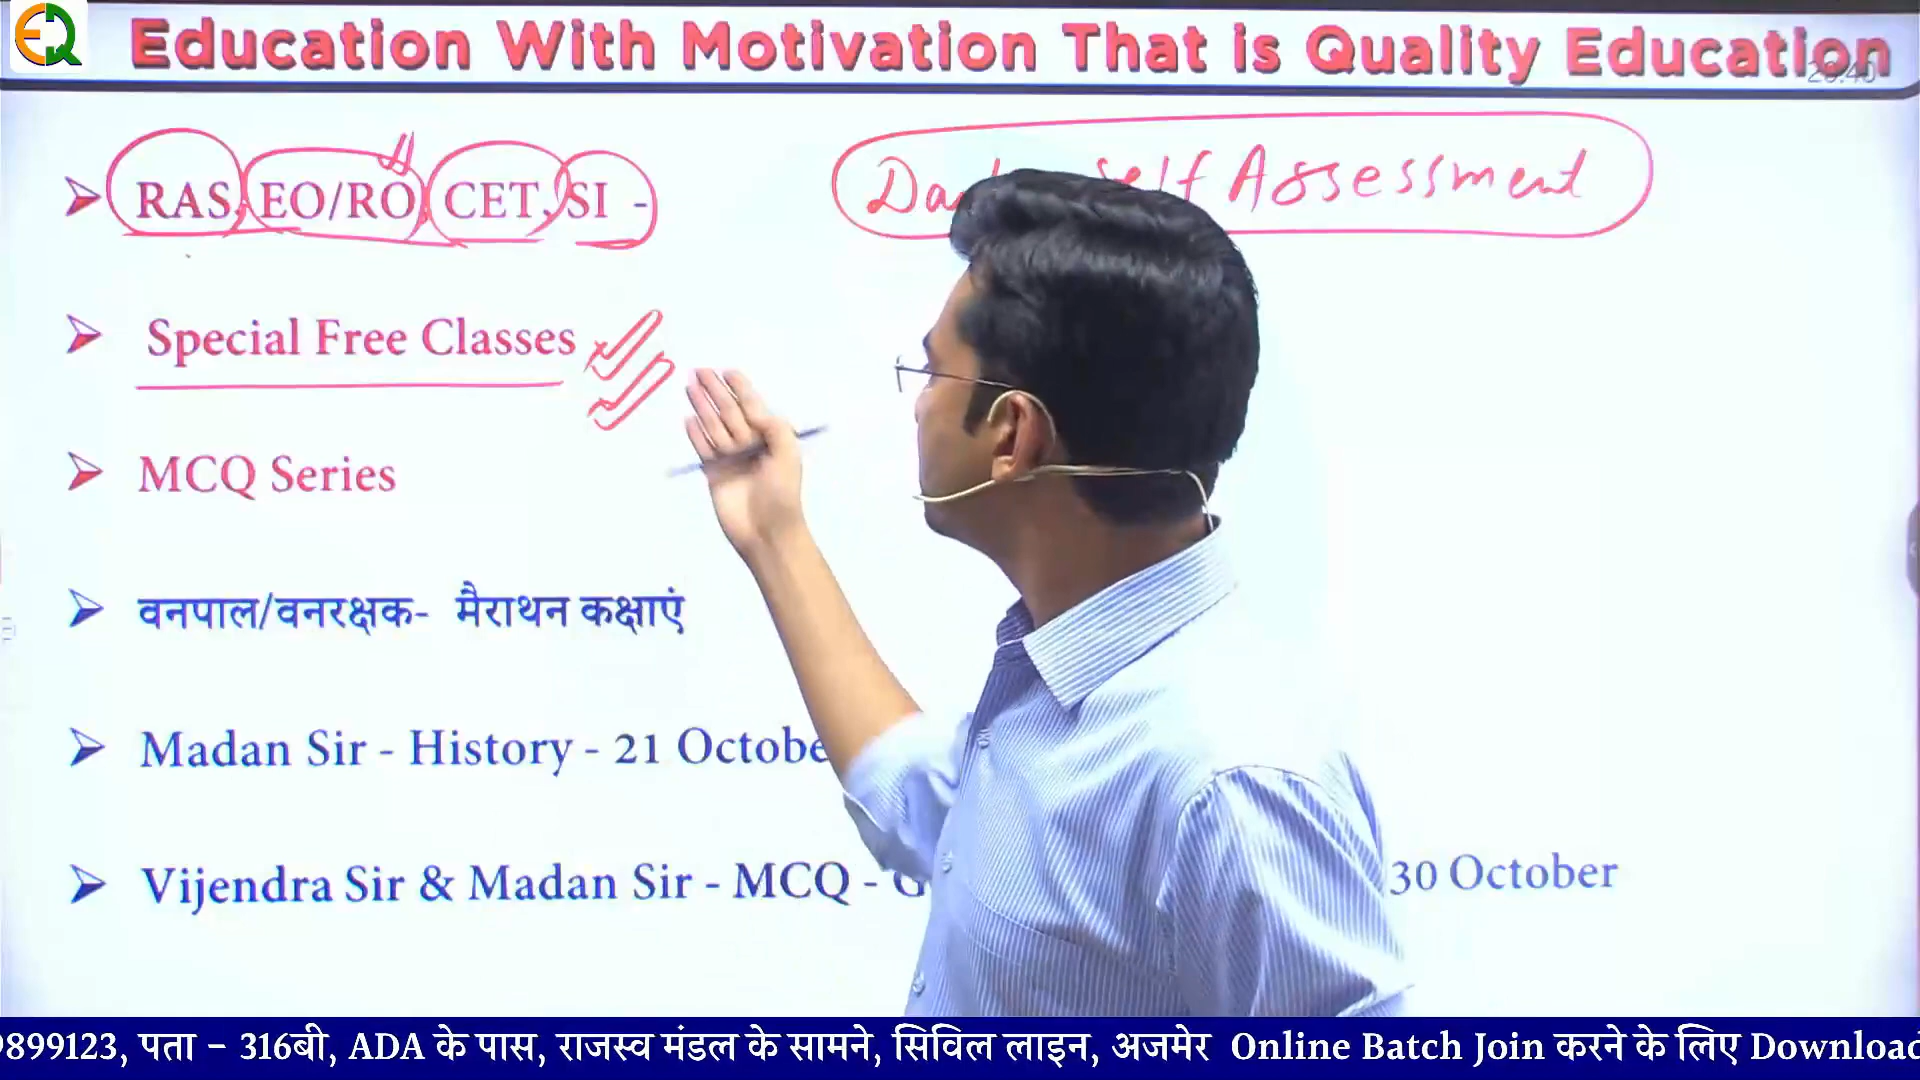 EQ
Education With Motivation That is Quality Education
RAS, EO/RO, CET, SI -
Self Assessment
Special Free Classes
MCQ Series
वनपाल/वनरक्षक- मैराथन कक्षाएं
Madan Sir - History - 21
Vijendra Sir & Madan Sir - MCQ - 30 October
9899123, पता – 316बी, ADA के पास, राजस्व मंडल के सामने, सिविल लाइन, अजमेर Online Batch Join करने के लिए Download